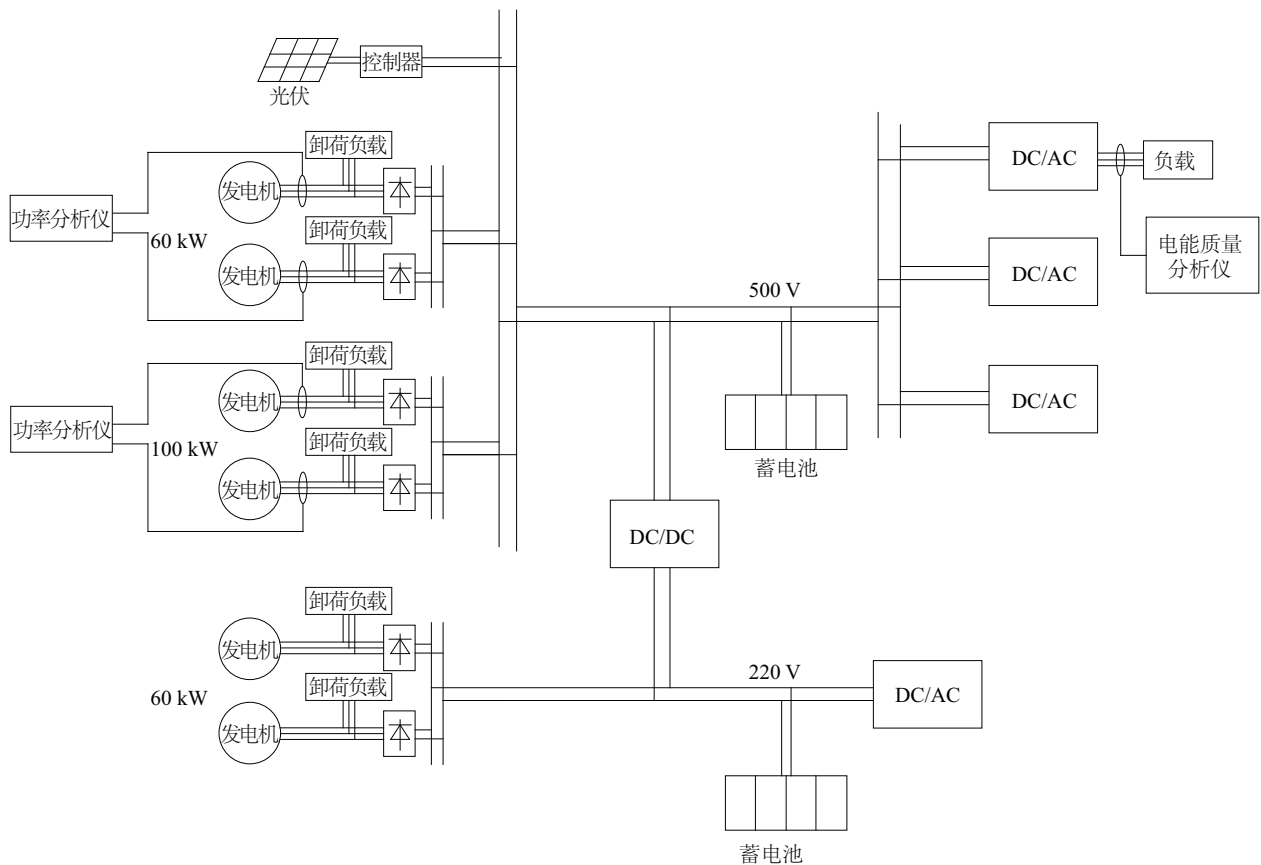 控制器
光伏
卸荷负载
发电机
DC/AC
负载
功率分析仪
60 kW
卸荷负载
发电机
电能质量
分析仪
DC/AC
500 V
卸荷负载
发电机
DC/AC
功率分析仪
100 kW
卸荷负载
发电机
蓄电池
DC/DC
卸荷负载
发电机
60 kW
卸荷负载
发电机
220 V
DC/AC
蓄电池